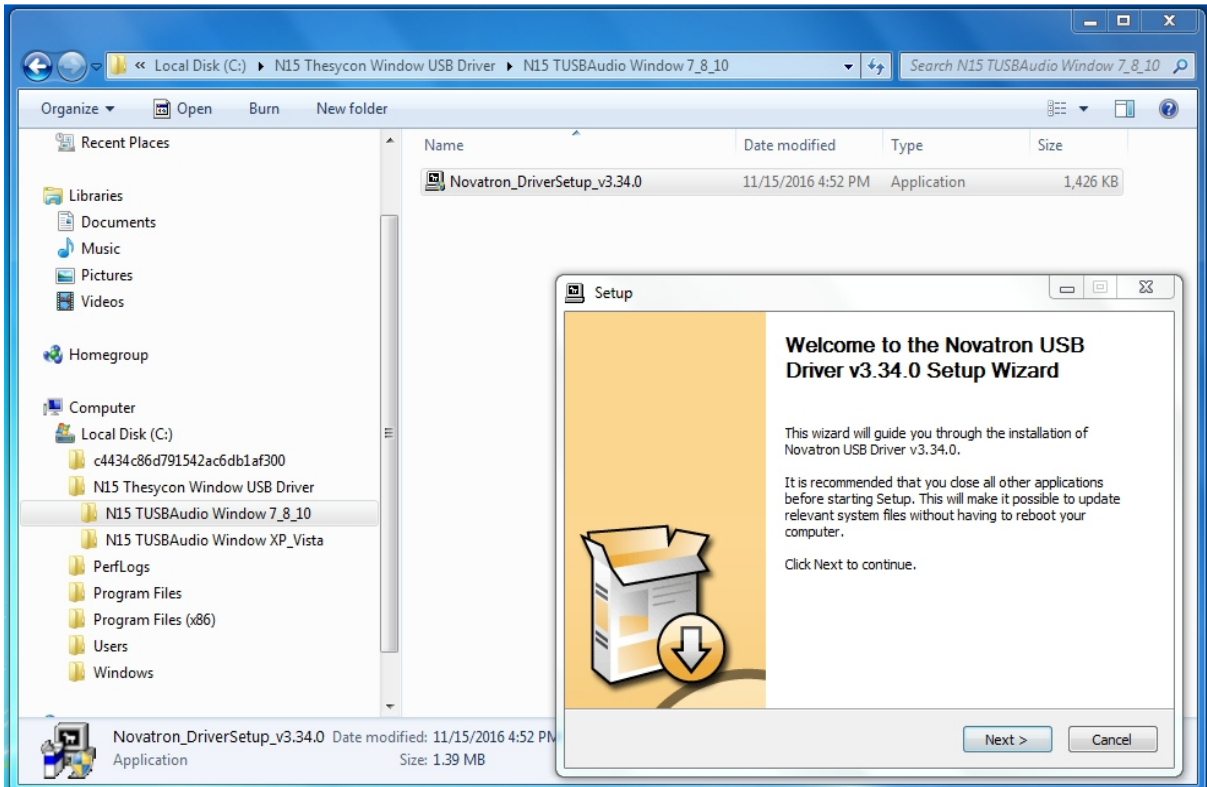 « Local Disk (C:) ▸ N15 Thesycon Window USB Driver ▸ N15 TUSBAudio Window 7_8_10
Search N15 TUSBAudio Window 7_8_10
Organize Open Burn New folder
Recent Places
Libraries
Documents
Music
Pictures
Videos
Homegroup
Computer
Local Disk (C:)
c4434c86d791542ac6db1af300
N15 Thesycon Window USB Driver
N15 TUSBAudio Window 7_8_10
N15 TUSBAudio Window XP_Vista
PerfLogs
Program Files
Program Files (x86)
Users
Windows
Name Date modified Type Size
Novatron_DriverSetup_v3.34.0 11/15/2016 4:52 PM Application 1,426 KB
Setup
Welcome to the Novatron USB
Driver v3.34.0 Setup Wizard
This wizard will guide you through the installation of
Novatron USB Driver v3.34.0.
It is recommended that you close all other applications
before starting Setup. This will make it possible to update
relevant system files without having to reboot your
computer.
Click Next to continue.
Next > Cancel
Novatron_DriverSetup_v3.34.0 Date modified: 11/15/2016 4:52 PM
Application Size: 1.39 MB